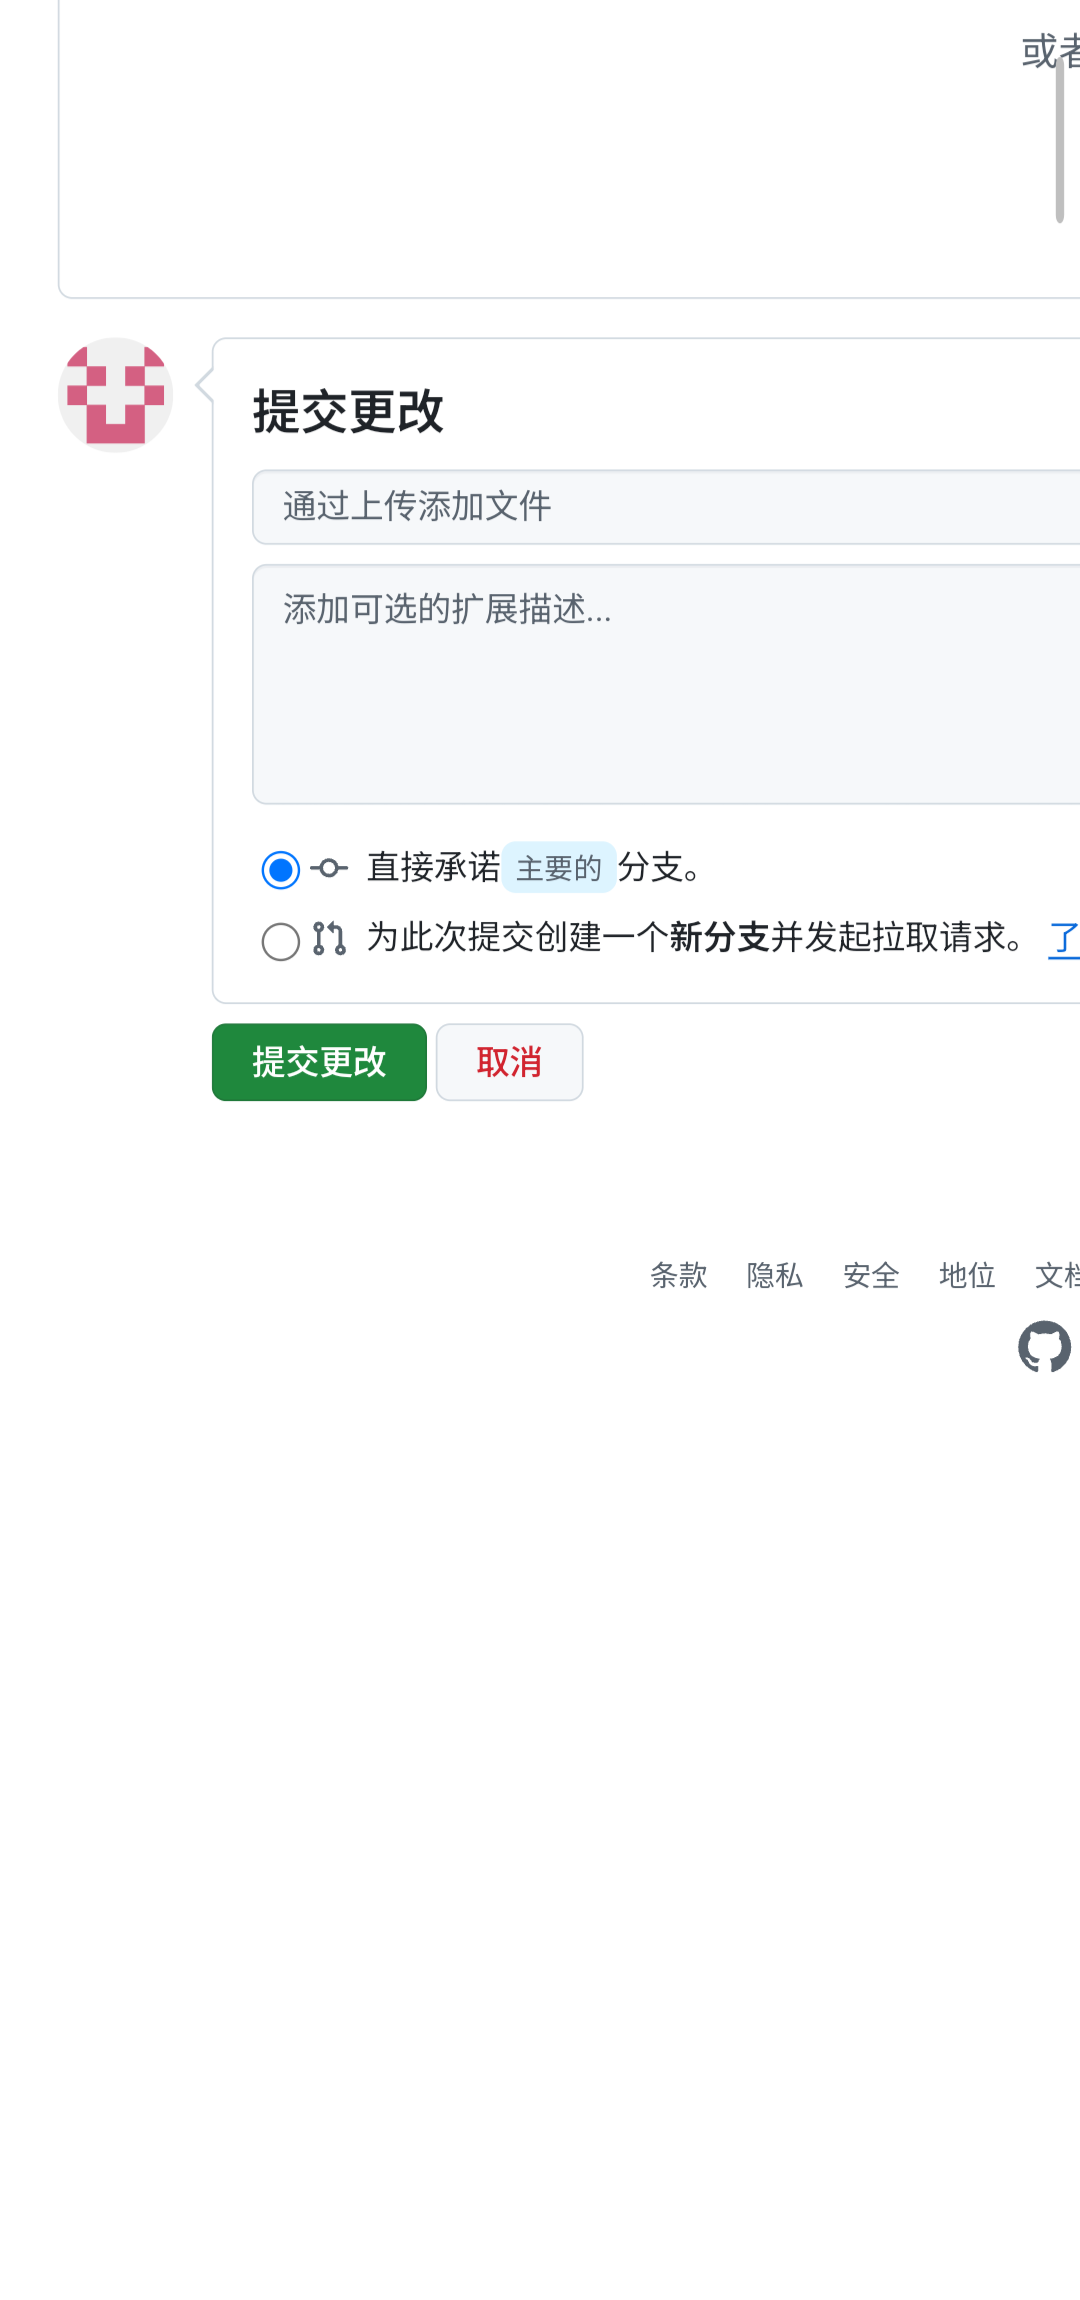 或
提交更改
通过上传添加文件
添加可选的扩展描述...
直接承诺 主要的 分支。
为此次提交创建一个新分支并发起拉取请求。 了
提交更改 取消
条款 隐私 安全 地位 文档